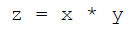 z = x * y